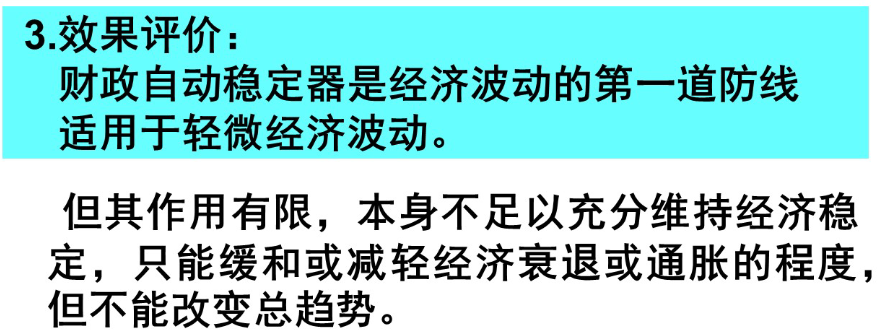 3.效果评价：
财政自动稳定器是经济波动的第一道防线
适用于轻微经济波动。
但其作用有限，本身不足以充分维持经济稳
定，只能缓和或减轻经济衰退或通胀的程度，
但不能改变总趋势。